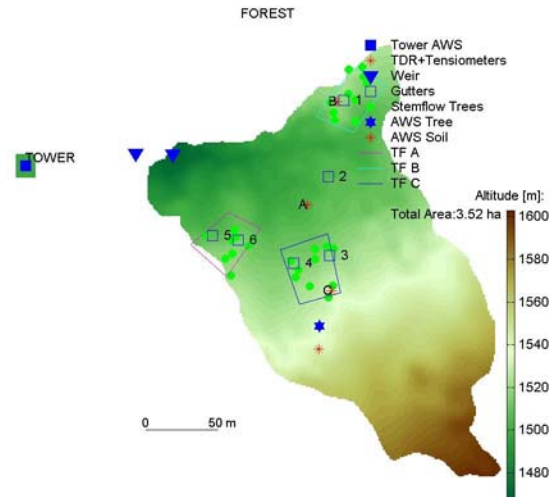 FOREST
Tower AWS
TDR+Tensiometers
Weir
Gutters
Stemflow Trees
AWS Tree
AWS Soil
TF A
TF B
TF C
B 1
TOWER
2
A
Altitude [m]:
Total Area:3.52 ha
1600
5
6
3
4
1580
C
1560
1540
1520
0 50 m
1500
1480